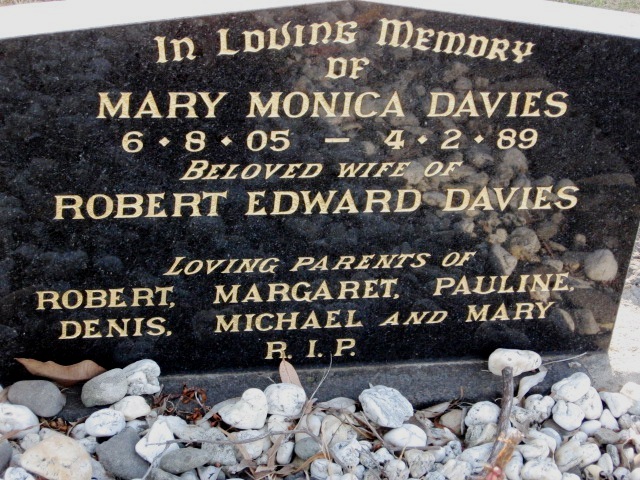 In Loving Memory
OF
MARY MONICA DAVIES
6 • 8 • 05 — 4 • 2 • 89
BELOVED WIFE OF
ROBERT EDWARD DAVIES
LOVING PARENTS OF
ROBERT, MARGARET, PAULINE,
DENIS, MICHAEL AND MARY
R.I.P.